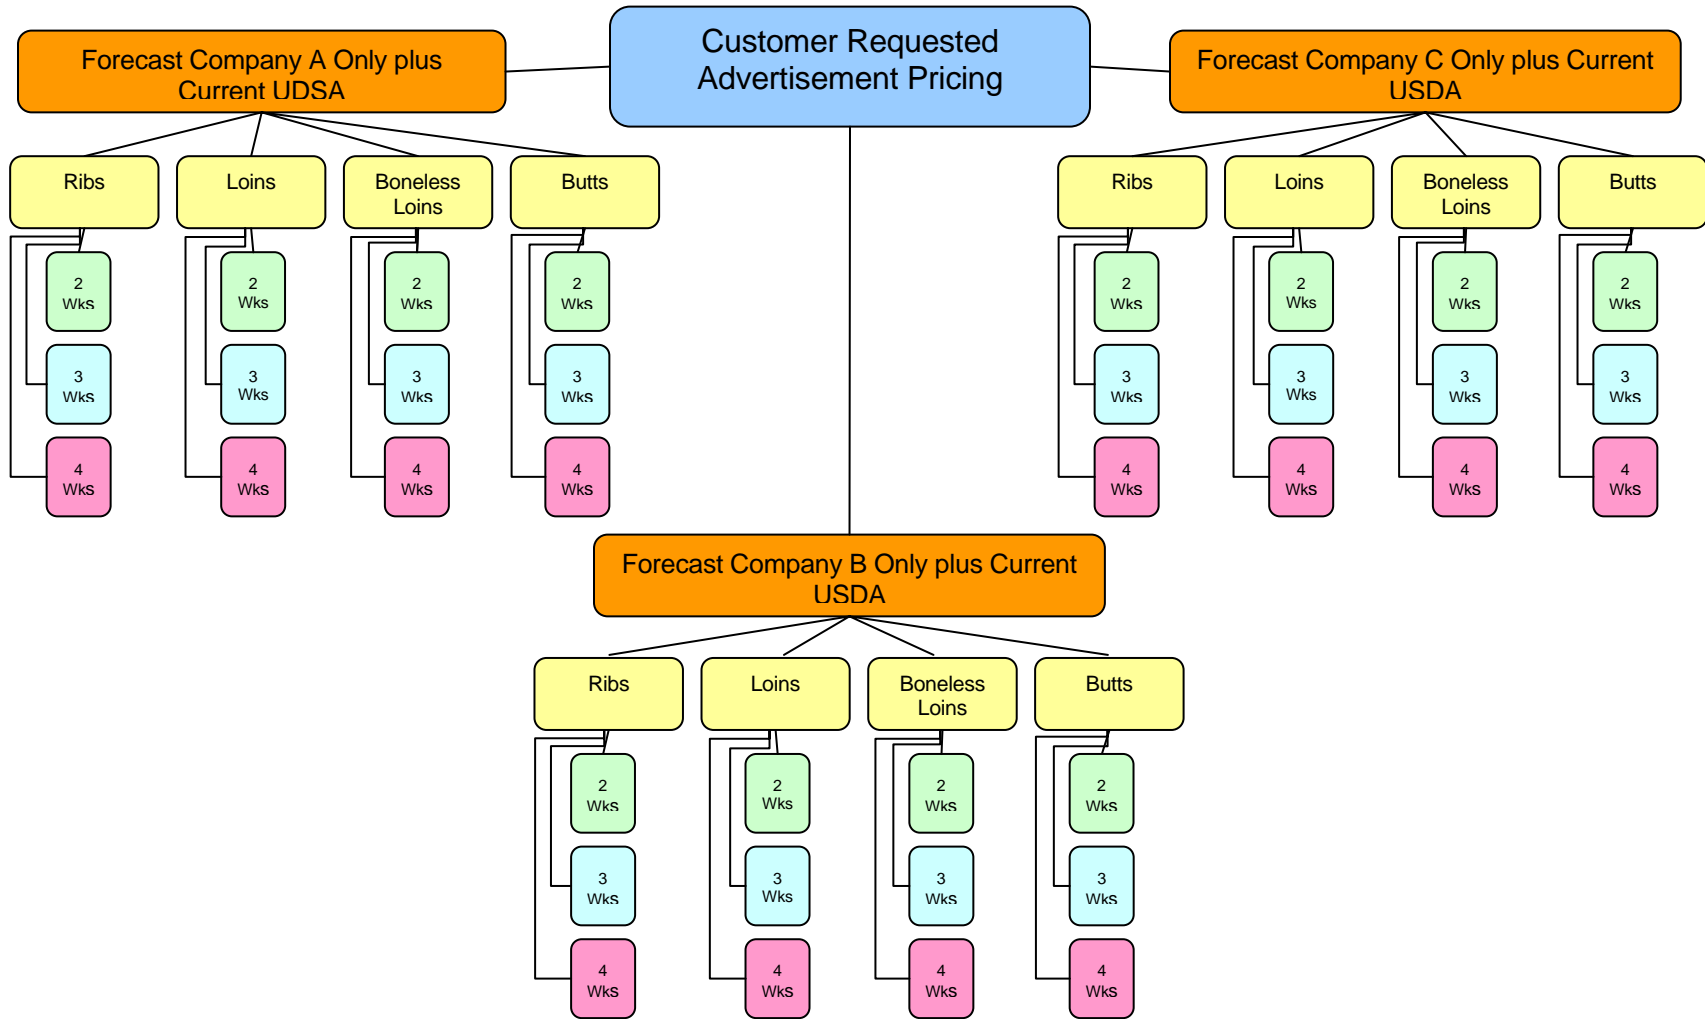 Customer Requested
Advertisement Pricing
Forecast Company A Only plus
Current UDSA
Ribs
Loins
Boneless
Loins
Butts
2
Wks
2
Wks
2
Wks
2
Wks
3
Wks
3
Wks
3
Wks
3
Wks
4
Wks
4
Wks
4
Wks
4
Wks
Forecast Company C Only plus Current
USDA
Ribs
Loins
Boneless
Loins
Butts
2
Wks
2
Wks
2
Wks
2
Wks
3
Wks
3
Wks
3
Wks
3
Wks
4
Wks
4
Wks
4
Wks
4
Wks
Forecast Company B Only plus Current
USDA
Ribs
Loins
Boneless
Loins
Butts
2
Wks
2
Wks
2
Wks
2
Wks
3
Wks
3
Wks
3
Wks
3
Wks
4
Wks
4
Wks
4
Wks
4
Wks